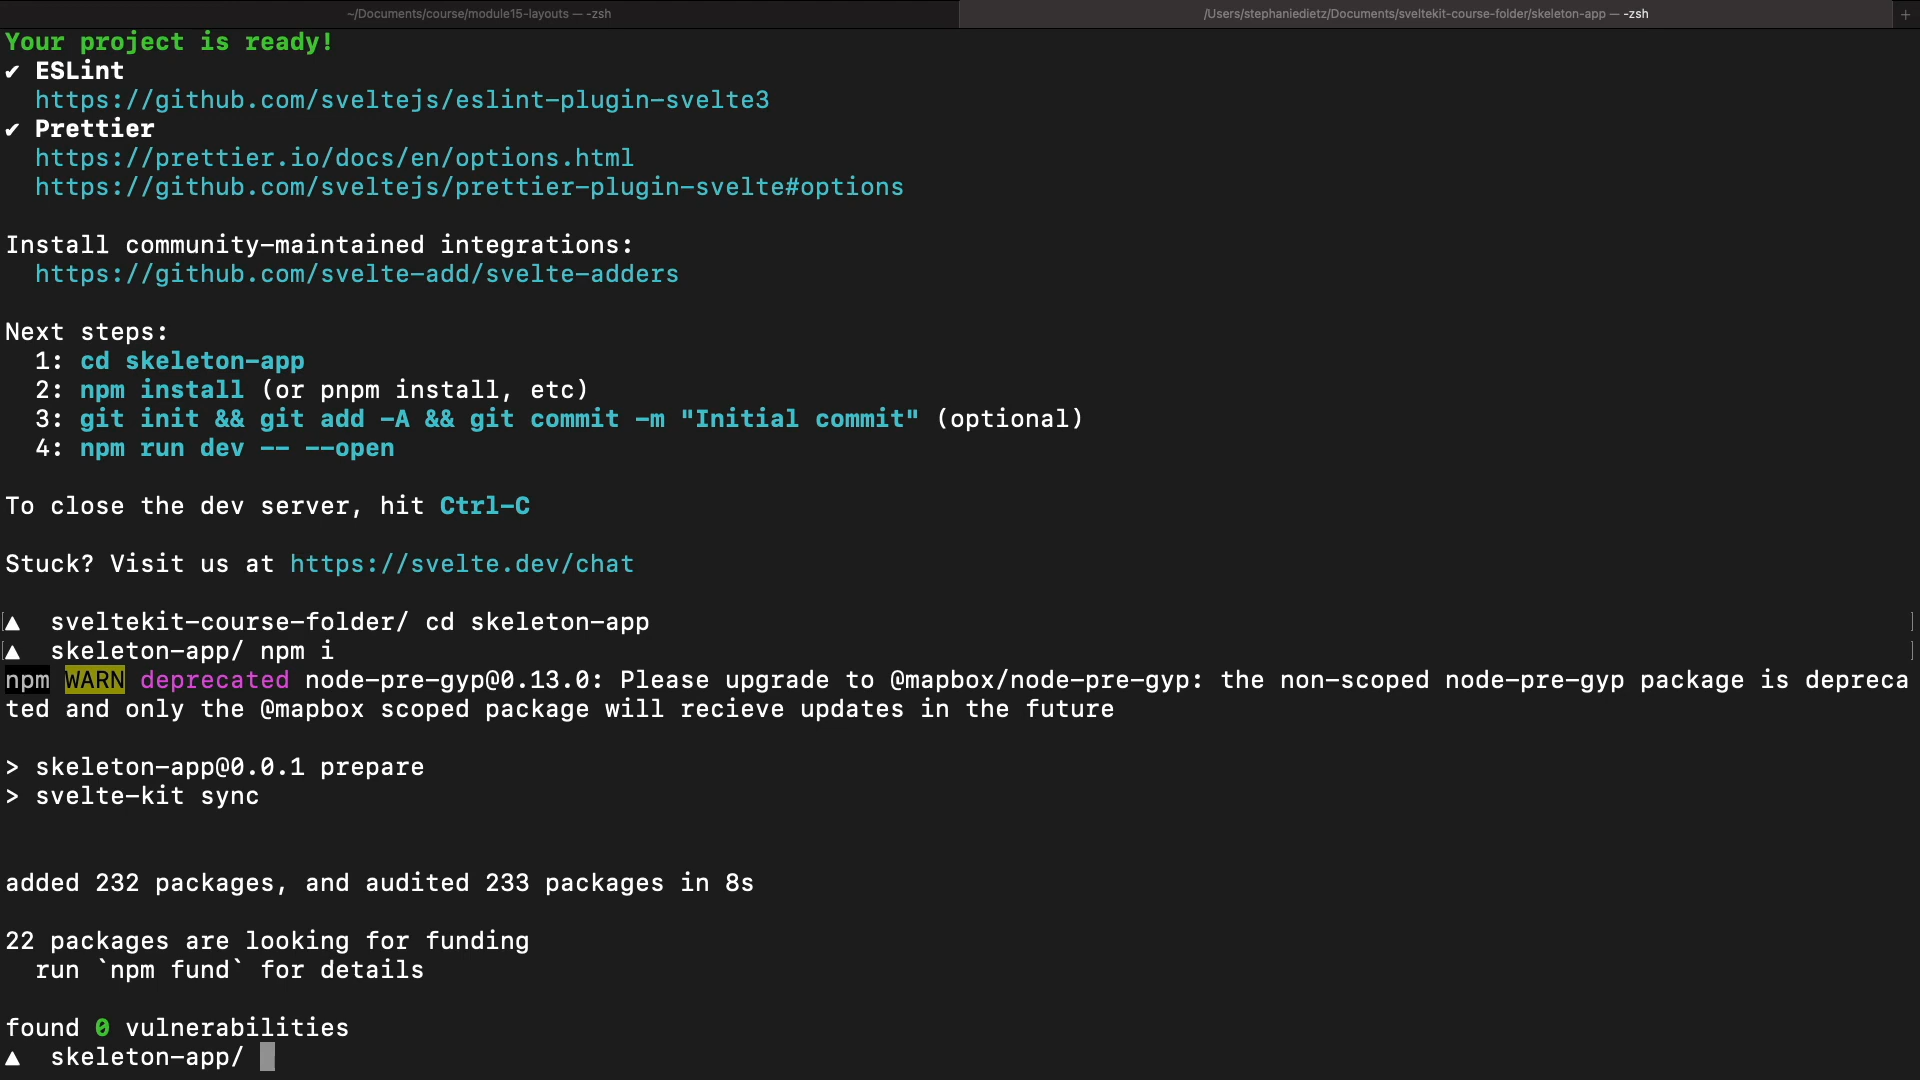 ~/Documents/course/module15-layouts — -zsh
/Users/stephaniedietz/Documents/sveltekit-course-folder/skeleton-app — -zsh
+
Your project is ready!
✔ ESLint
https://github.com/sveltejs/eslint-plugin-svelte3
✔ Prettier
https://prettier.io/docs/en/options.html
https://github.com/sveltejs/prettier-plugin-svelte#options
Install community-maintained integrations:
https://github.com/svelte-add/svelte-adders
Next steps:
1: cd skeleton-app
2: npm install (or pnpm install, etc)
3: git init && git add -A && git commit -m "Initial commit" (optional)
4: npm run dev -- --open
To close the dev server, hit Ctrl-C
Stuck? Visit us at https://svelte.dev/chat
[▲ sveltekit-course-folder/ cd skeleton-app ]
[▲ skeleton-app/ npm i ]
npm WARN deprecated node-pre-gyp@0.13.0: Please upgrade to @mapbox/node-pre-gyp: the non-scoped node-pre-gyp package is depreca
ted and only the @mapbox scoped package will recieve updates in the future
> skeleton-app@0.0.1 prepare
> svelte-kit sync
added 232 packages, and audited 233 packages in 8s
22 packages are looking for funding
run `npm fund` for details
found 0 vulnerabilities
▲ skeleton-app/